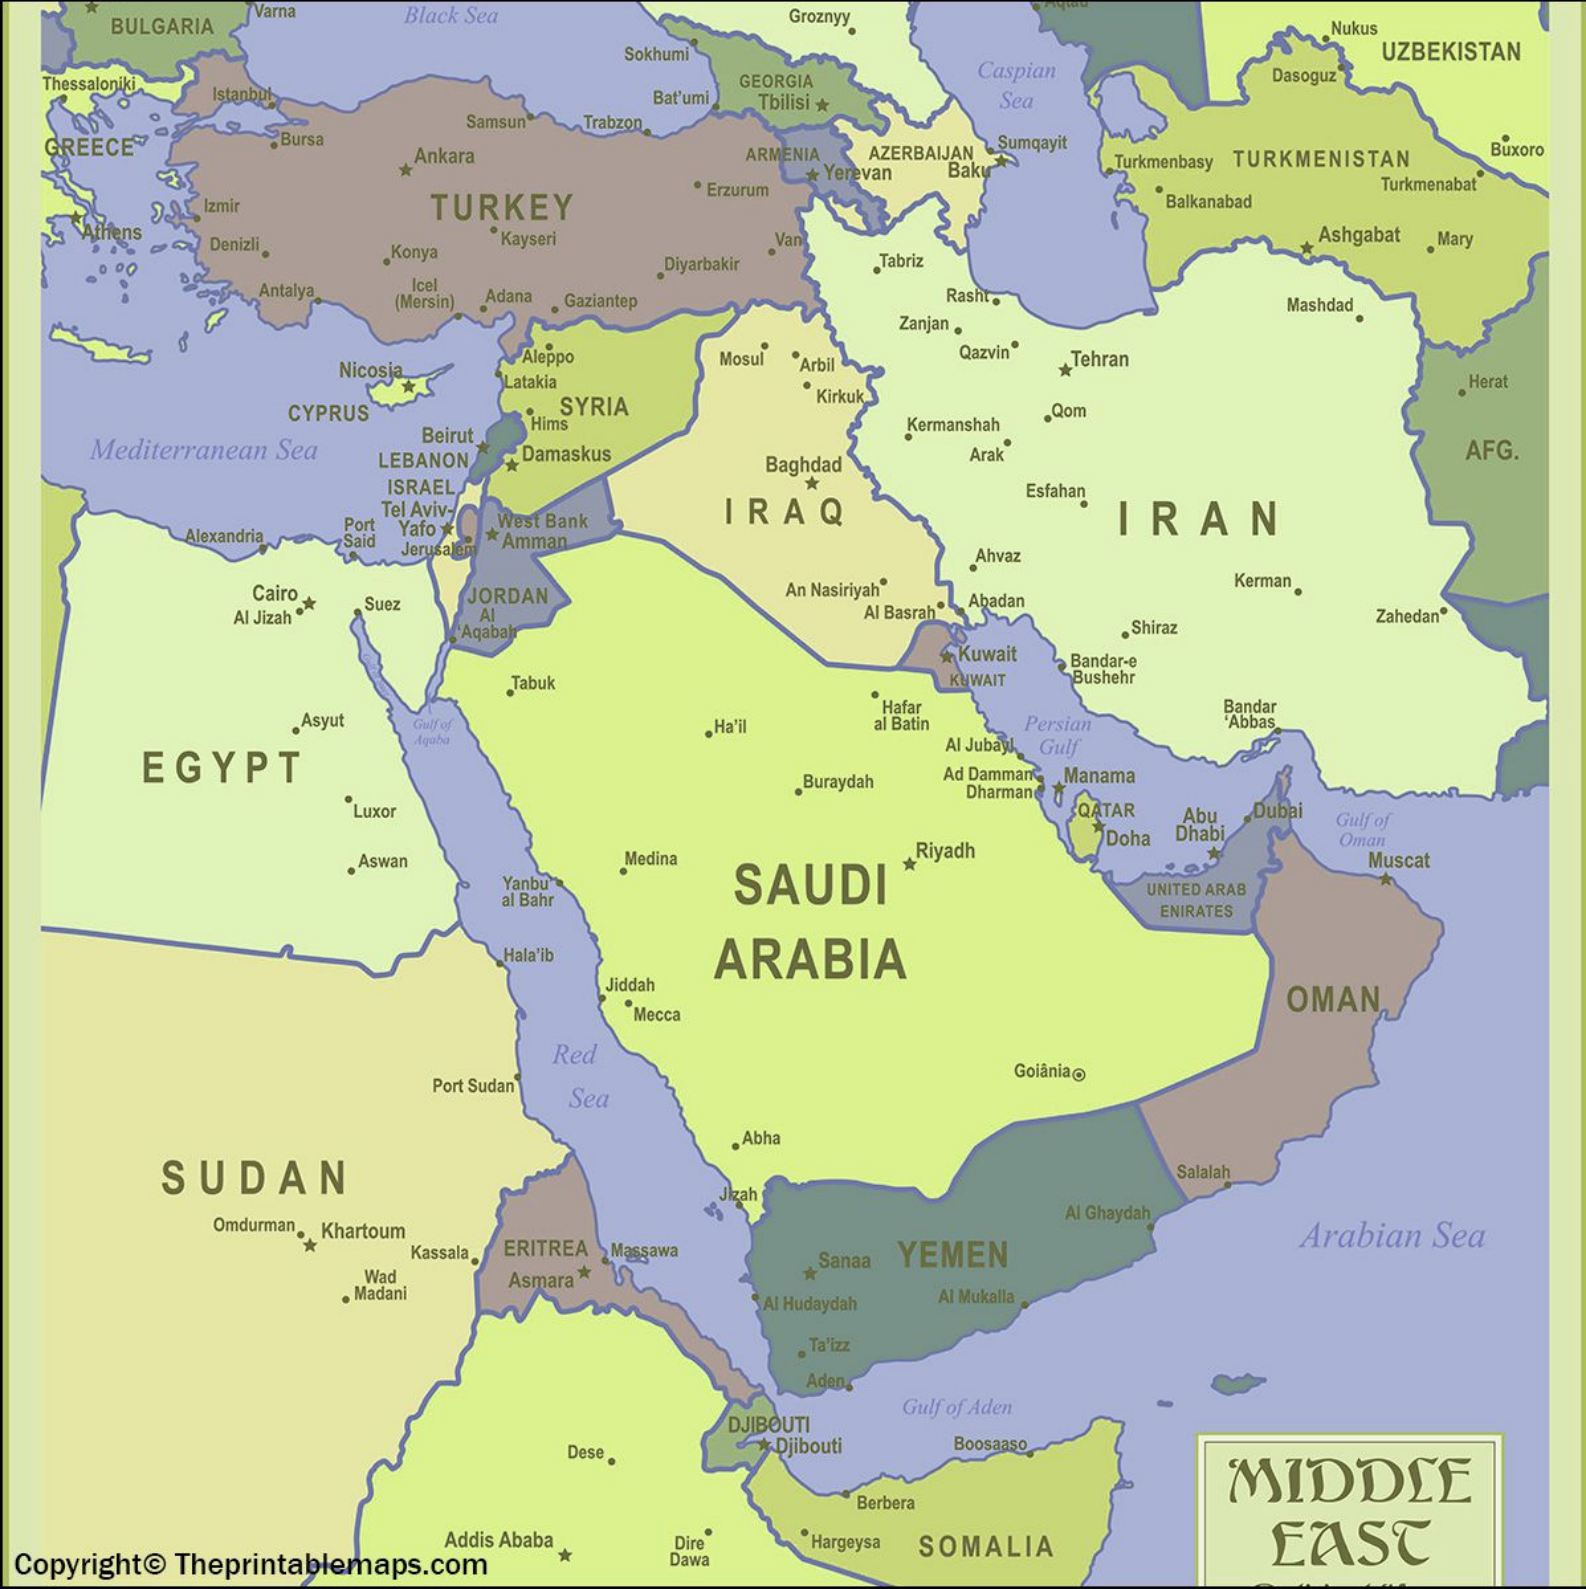 BULGARIA
Varna
Black Sea
Groznyy
Aqtau
Nukus
UZBEKISTAN
Sokhumi
Caspian
Sea
Dasoguz
Thessaloniki
Istanbul
GEORGIA
Tbilisi
Bat'umi
Samsun
Trabzon
Bursa
GREECE
Ankara
ARMENIA
Yerevan
AZERBAIJAN
Baku
Sumqayit
Turkmenbasy
TURKMENISTAN
Buxoro
Turkmenabat
Balkanabad
Erzurum
TURKEY
Izmir
Athens
Denizli
Konya
Kayseri
Van
Ashgabat
Mary
Diyarbakir
Tabriz
Antalya
Icel
(Mersin)
Adana
Gaziantep
Rasht
Mashdad
Zanjan
Qazvin
Tehran
Aleppo
Mosul
Arbil
Nicosia
Latakia
Kirkuk
Herat
CYPRUS
SYRIA
Hims
Qom
Kermanshah
Arak
Mediterranean Sea
Beirut
LEBANON
Damaskus
Baghdad
AFG.
ISRAEL
Tel Aviv-
Yafo
Esfahan
IRAQ
IRAN
West Bank
Amman
Jerusalem
Alexandria
Port
Said
Ahvaz
Cairo
Al Jizah
Suez
JORDAN
Al
'Aqabah
An Nasiriyah
Al Basrah
Abadan
Kerman
Zahedan
Shiraz
Kuwait
KUWAIT
Bandar-e
Bushehr
Tabuk
Hafar
al Batin
Bandar
'Abbas
Asyut
Gulf of
Aqaba
Ha'il
Persian
Gulf
Al Jubayl
EGYPT
Buraydah
Ad Damman
Dharman
Manama
QATAR
Doha
Abu
Dhabi
Dubai
Gulf of
Oman
Luxor
Muscat
Aswan
Medina
Riyadh
Yanbu'
al Bahr
SAUDI
ARABIA
UNITED ARAB
ENIRATES
Hala'ib
Jiddah
Mecca
OMAN
Red
Sea
Goiânia
Port Sudan
Abha
SUDAN
Salalah
Jizah
Al Ghaydah
Omdurman
Khartoum
Kassala
ERITREA
Asmara
Massawa
Sanaa
YEMEN
Arabian Sea
Wad
Madani
Al Hudaydah
Al Mukalla
Ta'izz
Aden
Gulf of Aden
DJIBOUTI
Djibouti
Dese
Boosaaso
MIDDLE
EAST
Berbera
Addis Ababa
Dire
Dawa
Hargeysa
SOMALIA
Copyright© Theprintablemaps.com